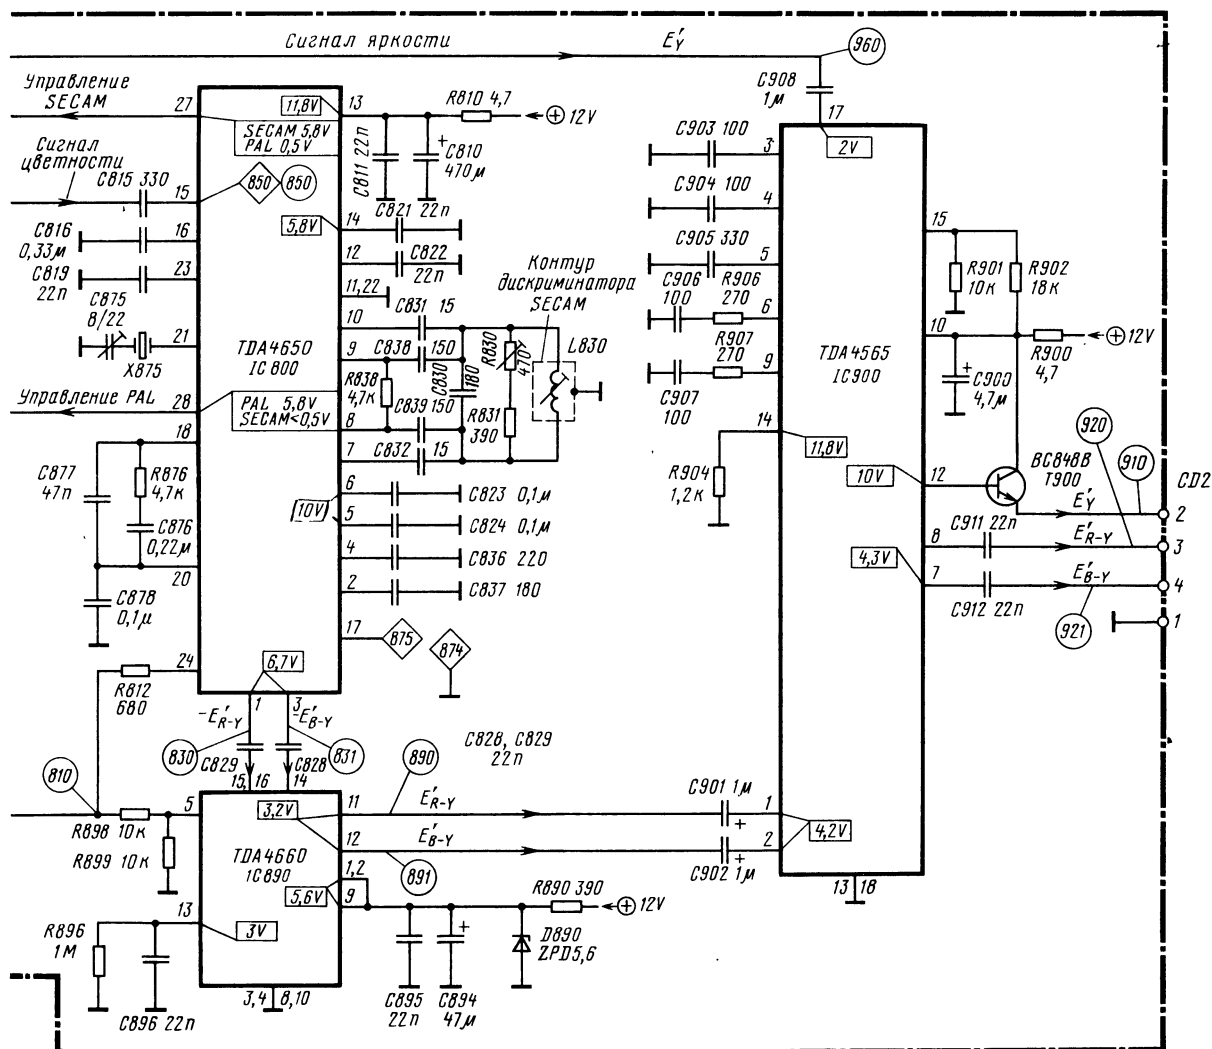 Сигнал яркости
E′Y
960
Управление
SECAM
27
11,8V
13
R810 4,7
12V
SECAM 5,8V
PAL 0,5V
C811 22п
C810
470м
C908
1м
17
2V
C903 100
3
Сигнал
цветности
C815 330
15
850
850
C904 100
4
C816
0,33м
16
5,8V
14
C821 22п
C905 330
5
15
C819
22п
23
12
C822
22п
Контур
дискриминатора
SECAM
C906
100
R906
270
6
R901
10к
R902
18к
C875
8/22
11,22
10
C831 15
21
X875
TDA4650
IC800
9
C838 150
R830
470
L830
R907
270
9
C907
100
TDA4565
IC900
10
12V
R900
4,7
C900
4,7м
R838
4,7к
C830
180
Управление PAL
28
PAL 5,8V
SECAM<0,5V
8
C839 150
R831
390
18
7
C832 15
14
11,8V
R904
1,2к
C877
47п
R876
4,7к
C876
0,22м
6
10V
C823 0,1м
5
C824 0,1м
10V
12
BC848B
T900
920
910
CD2
E′Y
2
20
4
C836 220
8
C911 22п
E′R-Y
3
4,3V
C878
0,1μ
2
C837 180
7
C912 22п
E′B-Y
4
921
1
17
875
874
24
R812
680
6,7V
1
3
-E′R-Y
-E′B-Y
830
831
C829
C828
C828, C829
22п
15, 16
14
890
810
5
R898 10к
R899 10к
3,2V
11
E′R-Y
C901 1м
1
12
E′B-Y
2
4,2V
C902 1м
891
TDA4660
IC890
1,2
5,6V
9
R890 390
12V
13 18
13
3V
R896
1М
C896 22п
3,4 8,10
C895
22п
C894
47м
D890
ZPD5,6